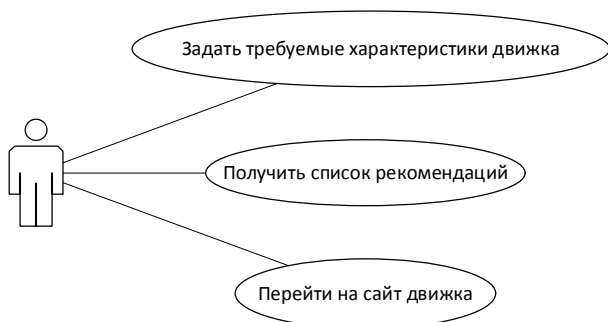 Задать требуемые характеристики движка
Получить список рекомендаций
Перейти на сайт движка